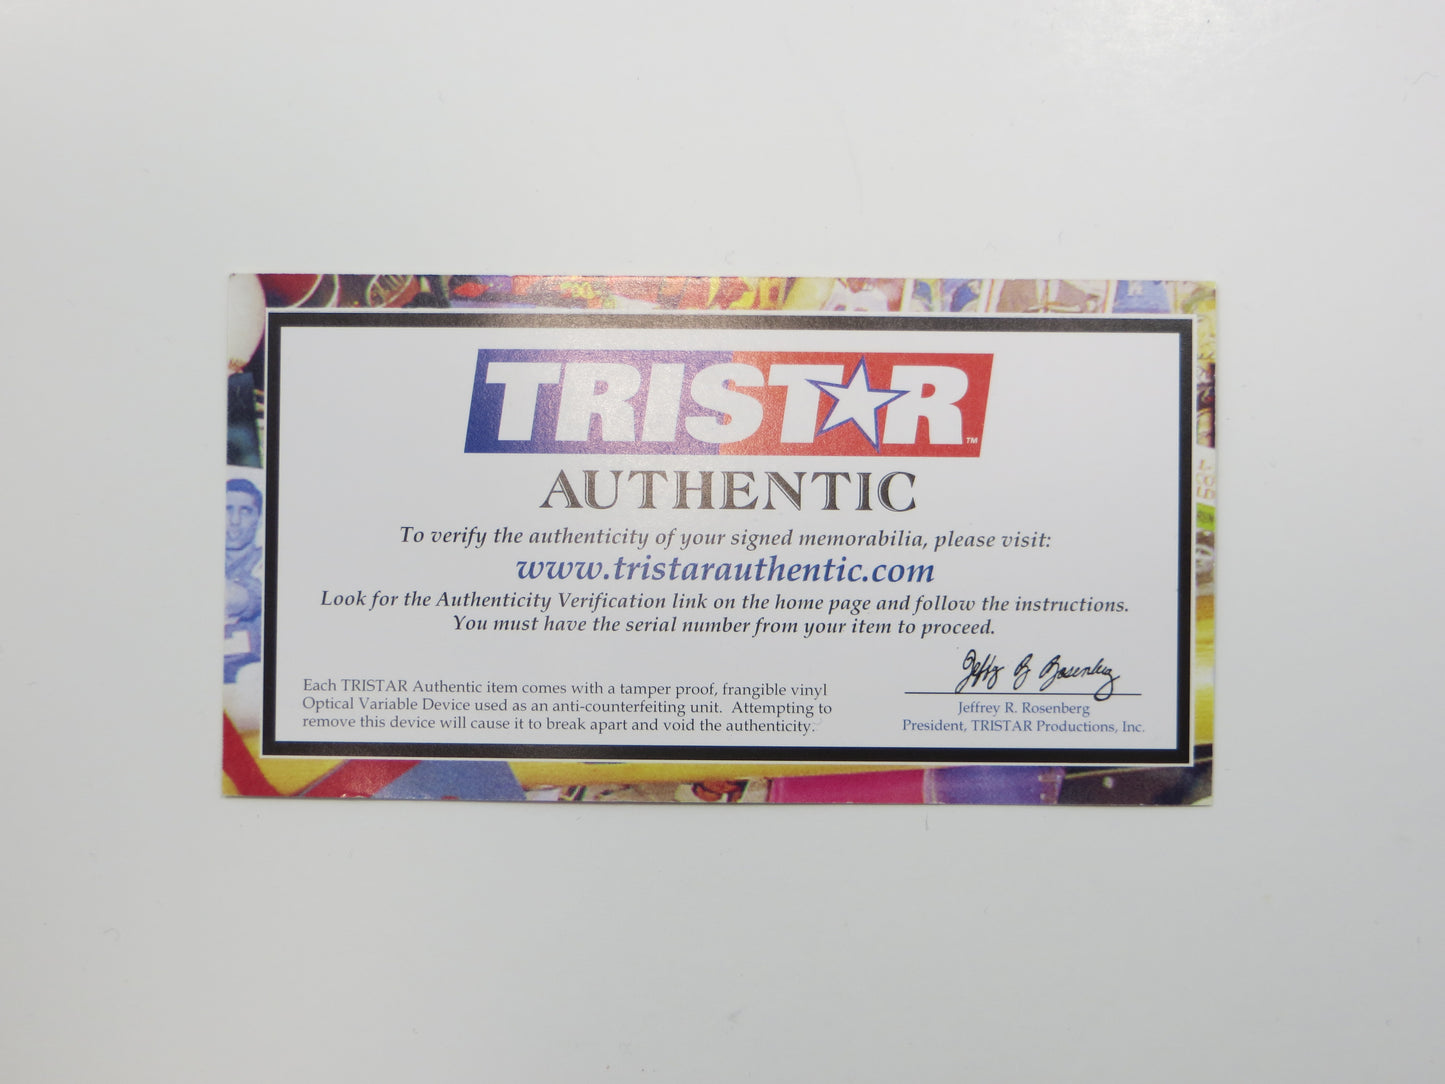 TRISTAR™
AUTHENTIC
To verify the authenticity of your signed memorabilia, please visit:
www.tristarauthentic.com
Look for the Authenticity Verification link on the home page and follow the instructions.
You must have the serial number from your item to proceed.
Each TRISTAR Authentic item comes with a tamper proof, frangible vinyl
Optical Variable Device used as an anti-counterfeiting unit. Attempting to
remove this device will cause it to break apart and void the authenticity.
Jeffrey R. Rosenberg
Jeffrey R. Rosenberg
President, TRISTAR Productions, Inc.